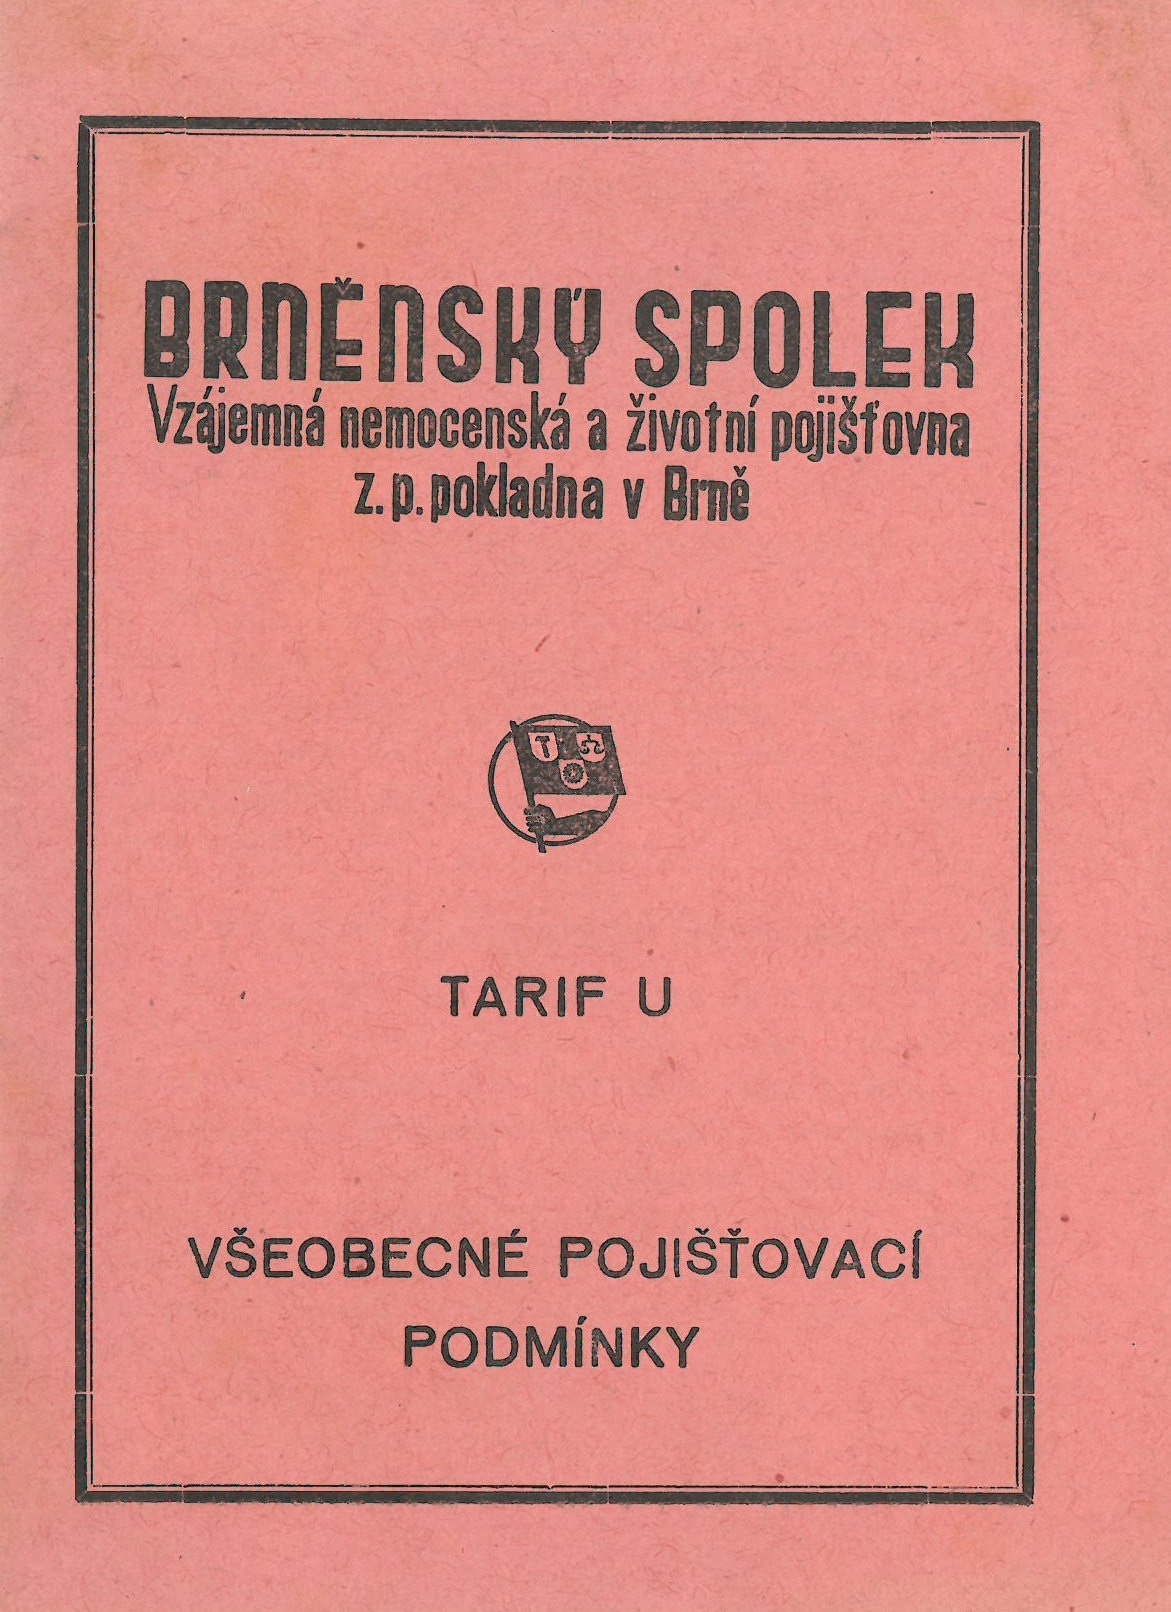 BRNĚNSKÝ SPOLEK
Vzájemná nemocenská a životní pojišťovna
z. p. pokladna v Brně
TARIF U
VŠEOBECNÉ POJIŠŤOVACÍ
PODMÍNKY